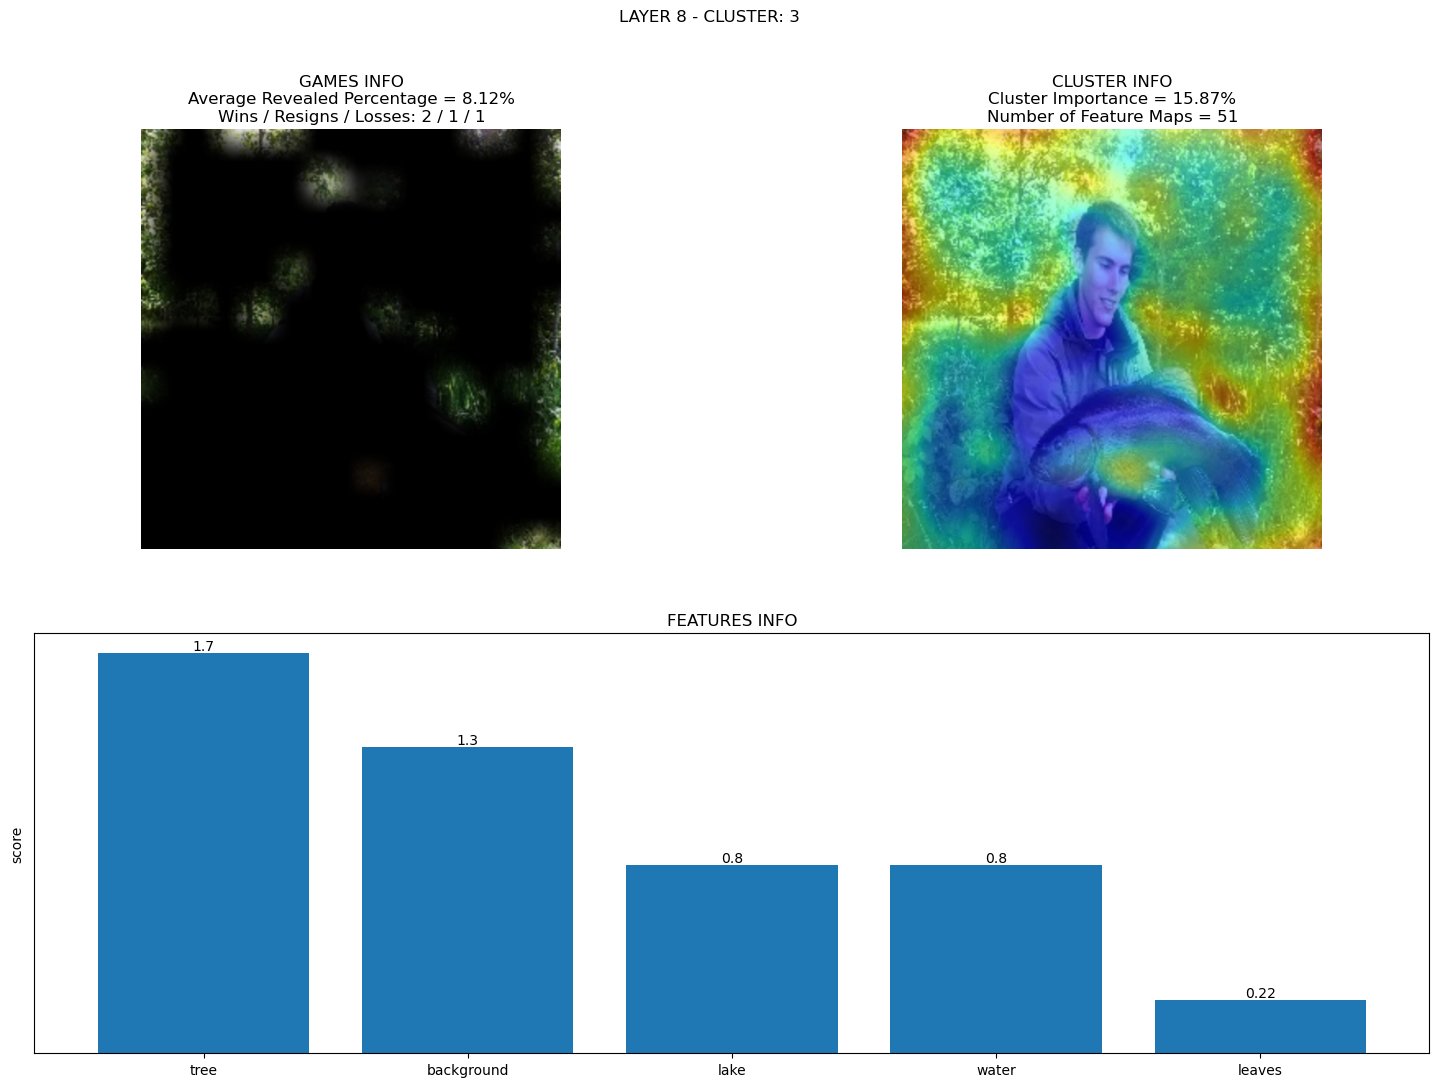 LAYER 8 - CLUSTER: 3
GAMES INFO
Average Revealed Percentage = 8.12%
Wins / Resigns / Losses: 2 / 1 / 1
CLUSTER INFO
Cluster Importance = 15.87%
Number of Feature Maps = 51
FEATURES INFO
score
1.7
1.3
0.8
0.8
0.22
tree
background
lake
water
leaves